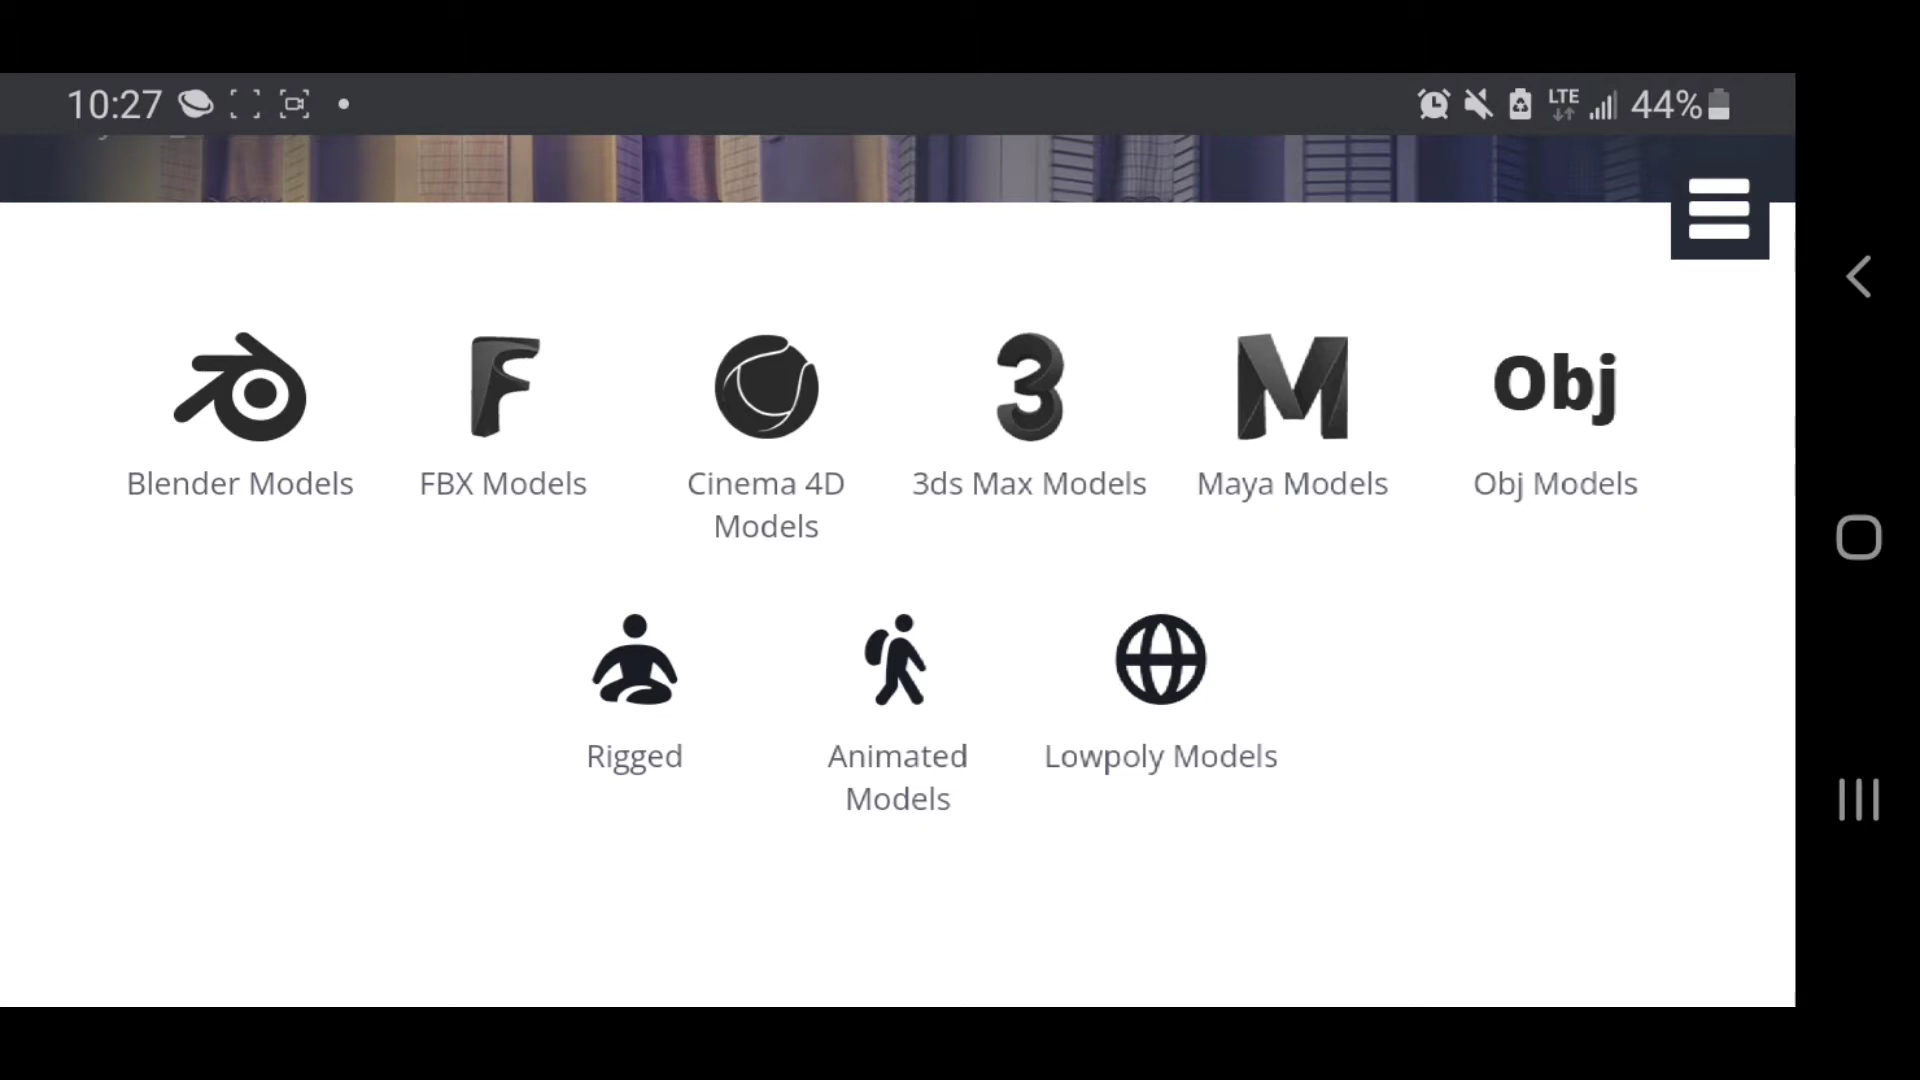 10:27 LTE 44%
Blender Models FBX Models Cinema 4D Models 3ds Max Models Maya Models Obj Obj Models
Rigged Animated Models Lowpoly Models